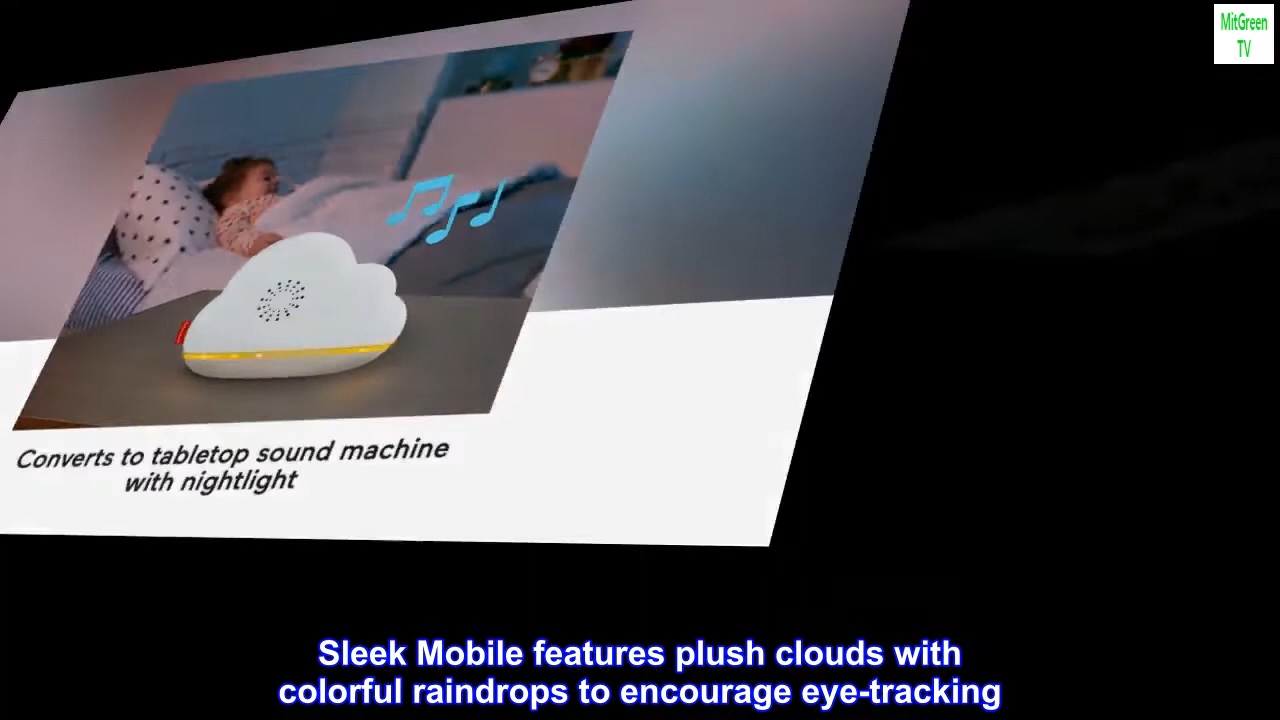 MitGreen
TV
Converts to tabletop sound machine
with nightlight
Sleek Mobile features plush clouds with
colorful raindrops to encourage eye-tracking